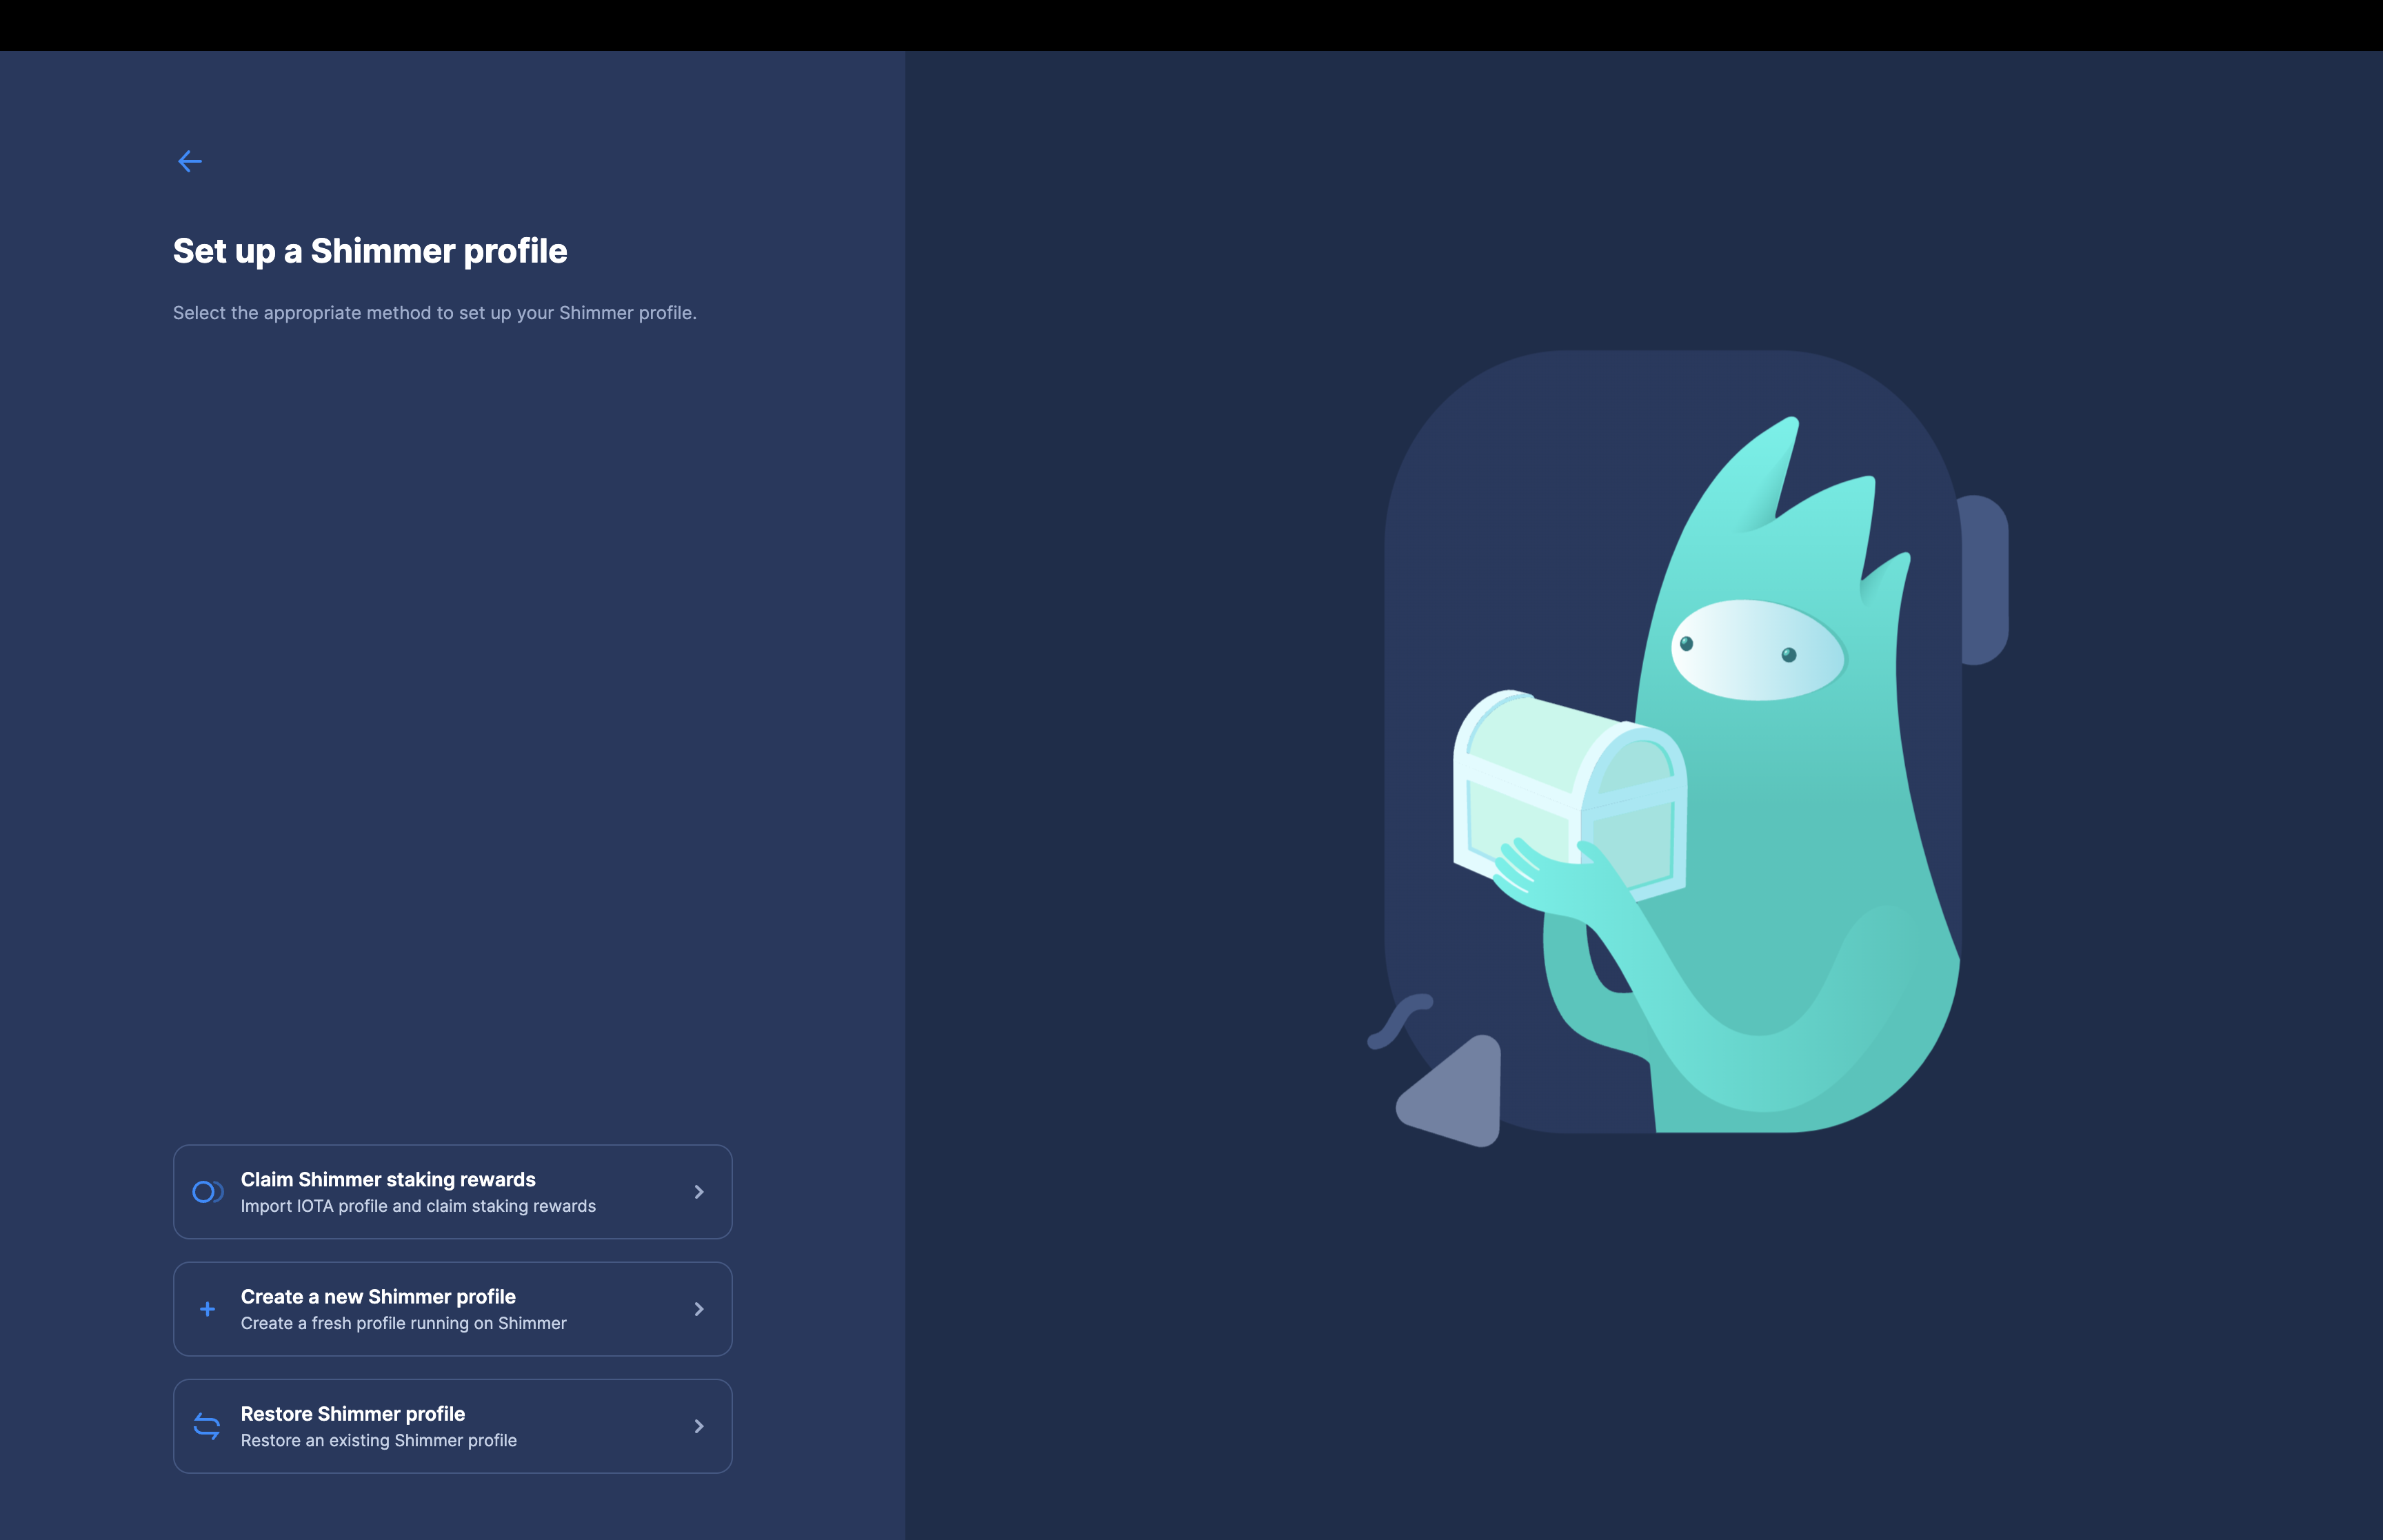 Set up a Shimmer profile
Select the appropriate method to set up your Shimmer profile.
Claim Shimmer staking rewards
Import IOTA profile and claim staking rewards
Create a new Shimmer profile
Create a fresh profile running on Shimmer
Restore Shimmer profile
Restore an existing Shimmer profile